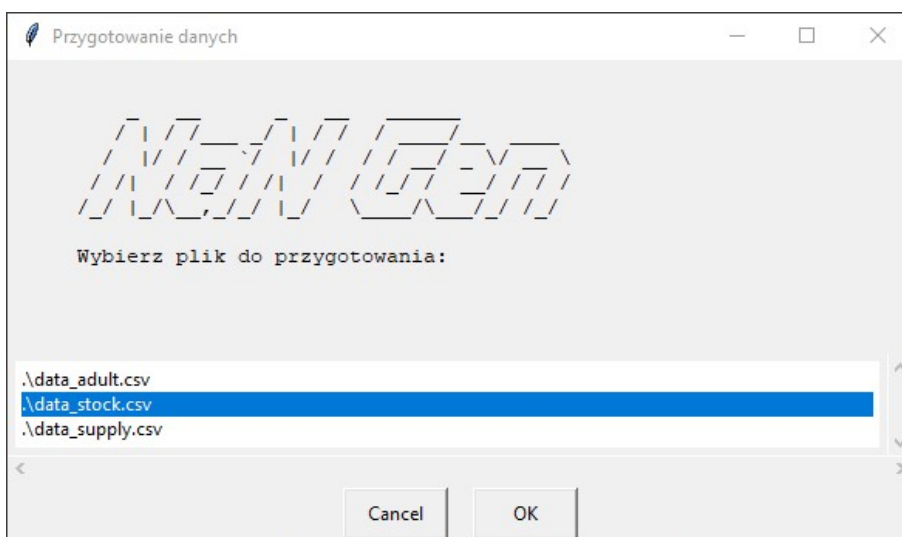 Przygotowanie danych
NaN Gen
Wybierz plik do przygotowania:
.\data_adult.csv
.\data_stock.csv
.\data_supply.csv
Cancel
OK